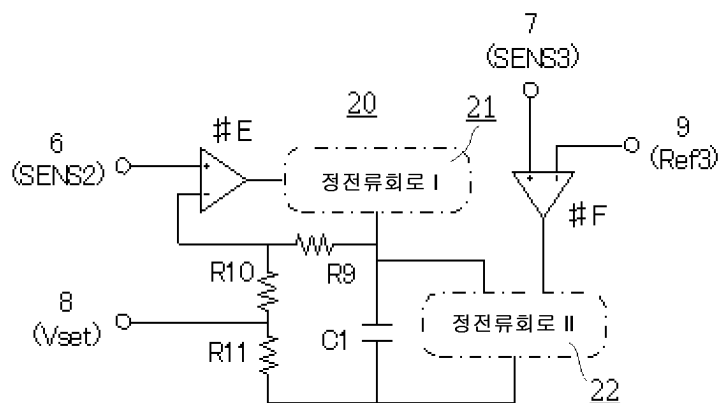 7
(SENS3)
20
21
6
(SENS2)
♯E
9
(Ref3)
정전류회로 I
♯F
R10
R9
8
(Vset)
R11
C1
정전류회로 II
22